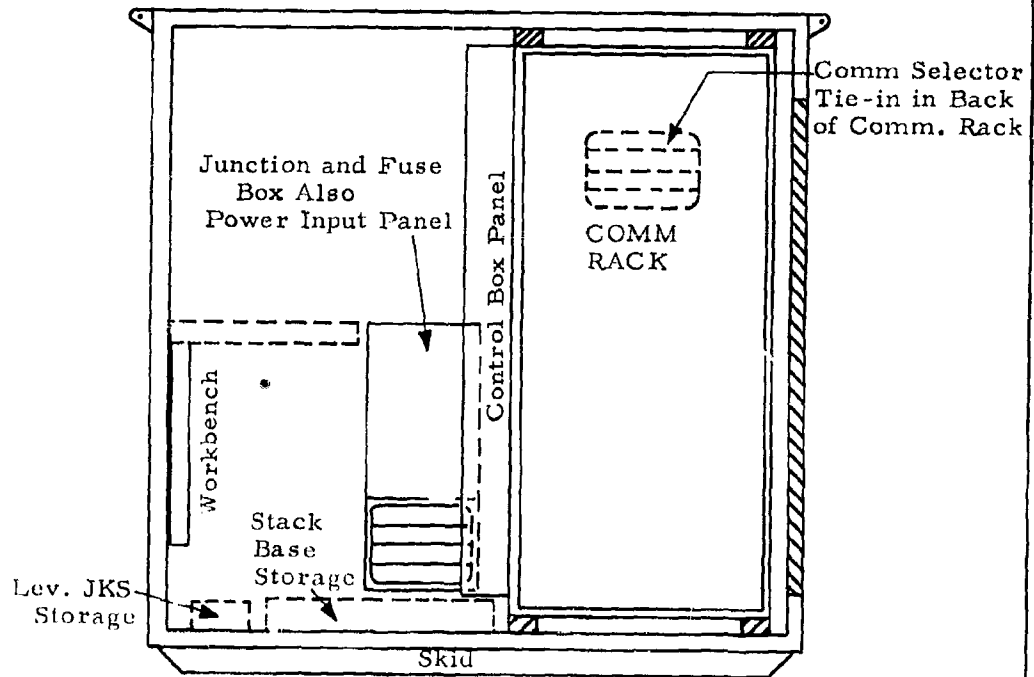 Comm Selector
Tie-in in Back
of Comm. Rack
Junction and Fuse
Box Also
Power Input Panel
Control Box Panel
COMM
RACK
Workbench
Stack
Base
Storage
Lev. JKS
Storage
Skid